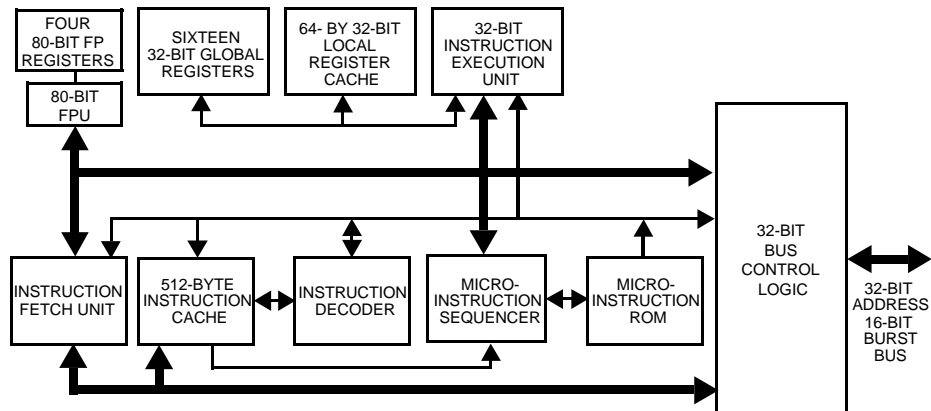 FOUR
80-BIT FP
REGISTERS
80-BIT
FPU
SIXTEEN
32-BIT GLOBAL
REGISTERS
64- BY 32-BIT
LOCAL
REGISTER
CACHE
32-BIT
INSTRUCTION
EXECUTION
UNIT
INSTRUCTION
FETCH UNIT
512-BYTE
INSTRUCTION
CACHE
INSTRUCTION
DECODER
MICRO-
INSTRUCTION
SEQUENCER
MICRO-
INSTRUCTION
ROM
32-BIT
BUS
CONTROL
LOGIC
32-BIT
ADDRESS
16-BIT
BURST
BUS